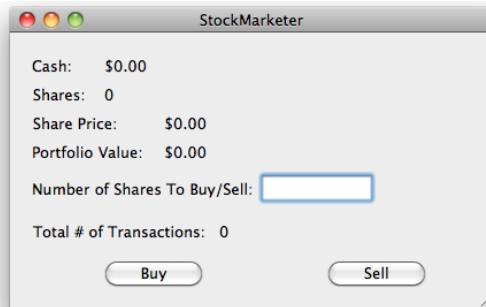 StockMarketer
Cash: $0.00
Shares: 0
Share Price: $0.00
Portfolio Value: $0.00
Number of Shares To Buy/Sell:
Total # of Transactions: 0
Buy Sell